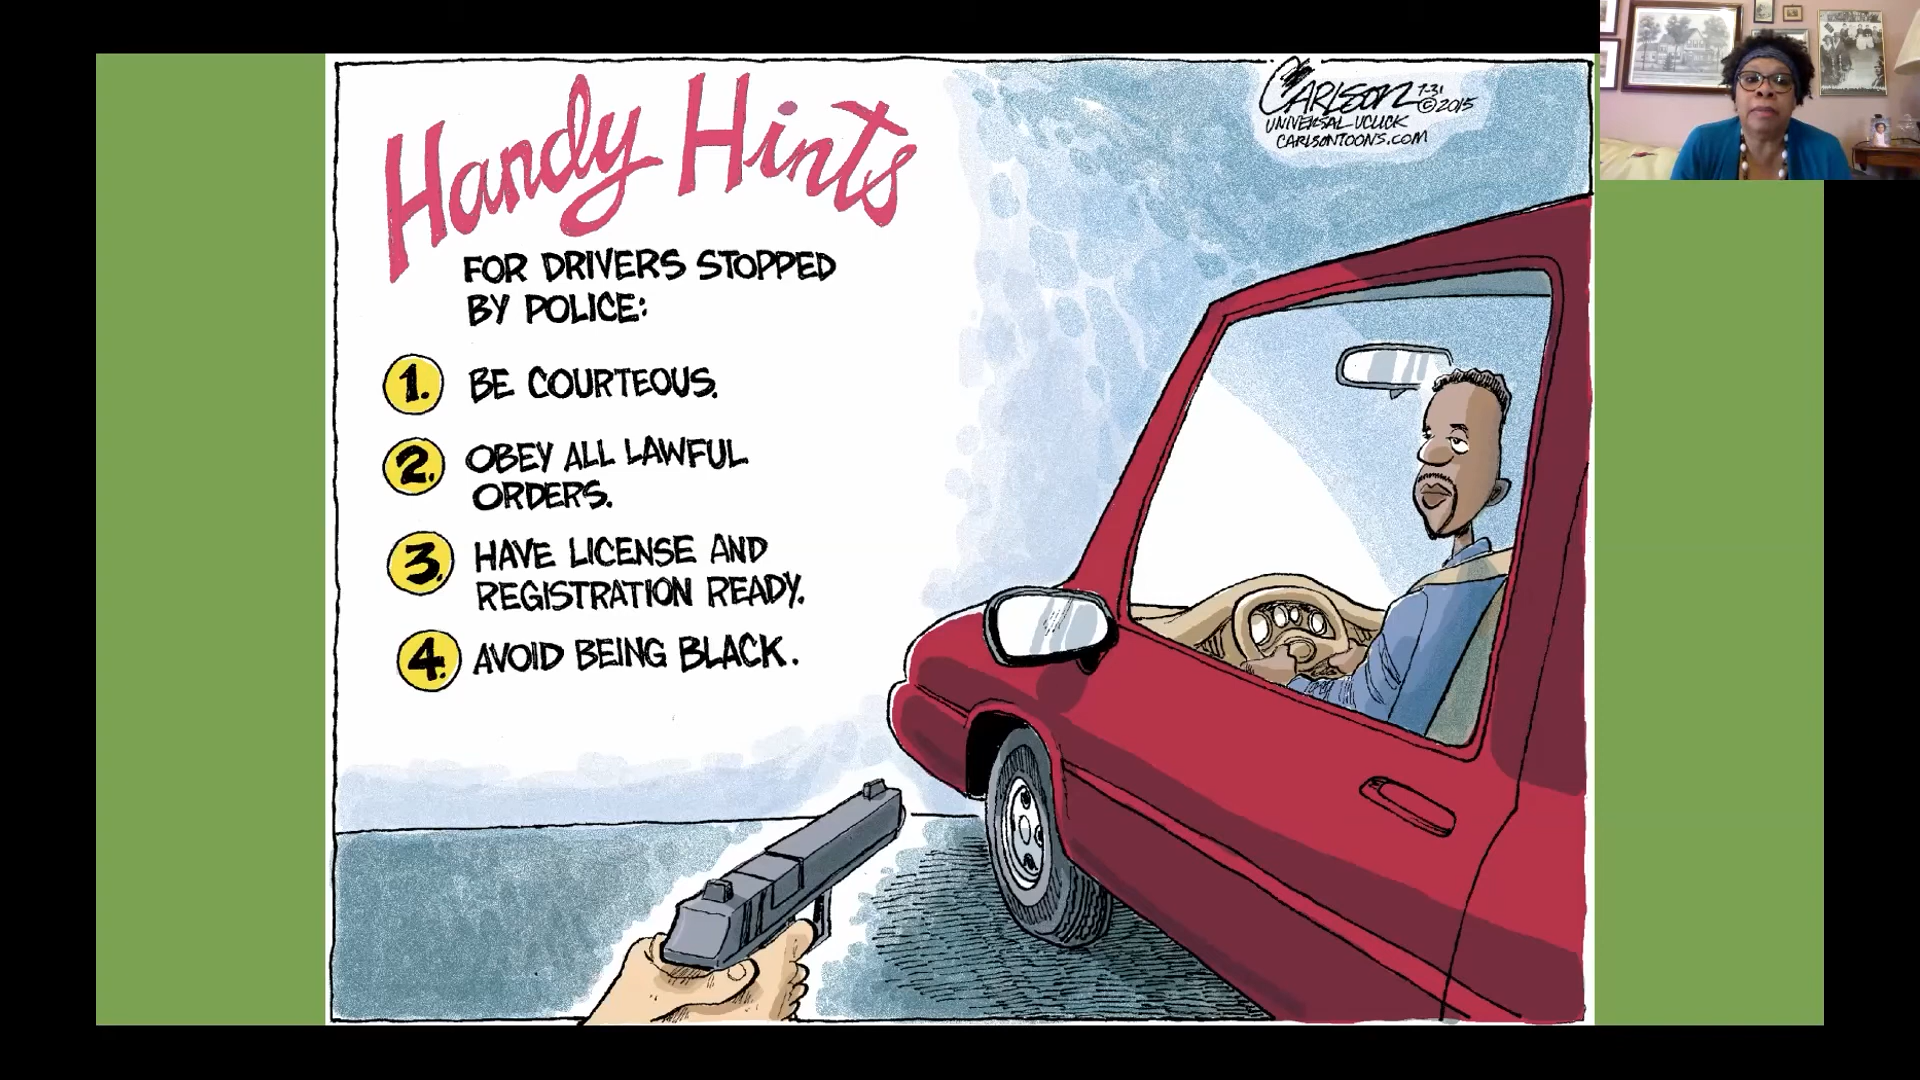 Handy Hints
FOR DRIVERS STOPPED
BY POLICE:
1. BE COURTEOUS.
2. OBEY ALL LAWFUL
ORDERS.
3. HAVE LICENSE AND
REGISTRATION READY.
4. AVOID BEING BLACK.
CARLSON 7-31
©2015
UNIVERSAL UCLICK
CARLSONTOONS.COM